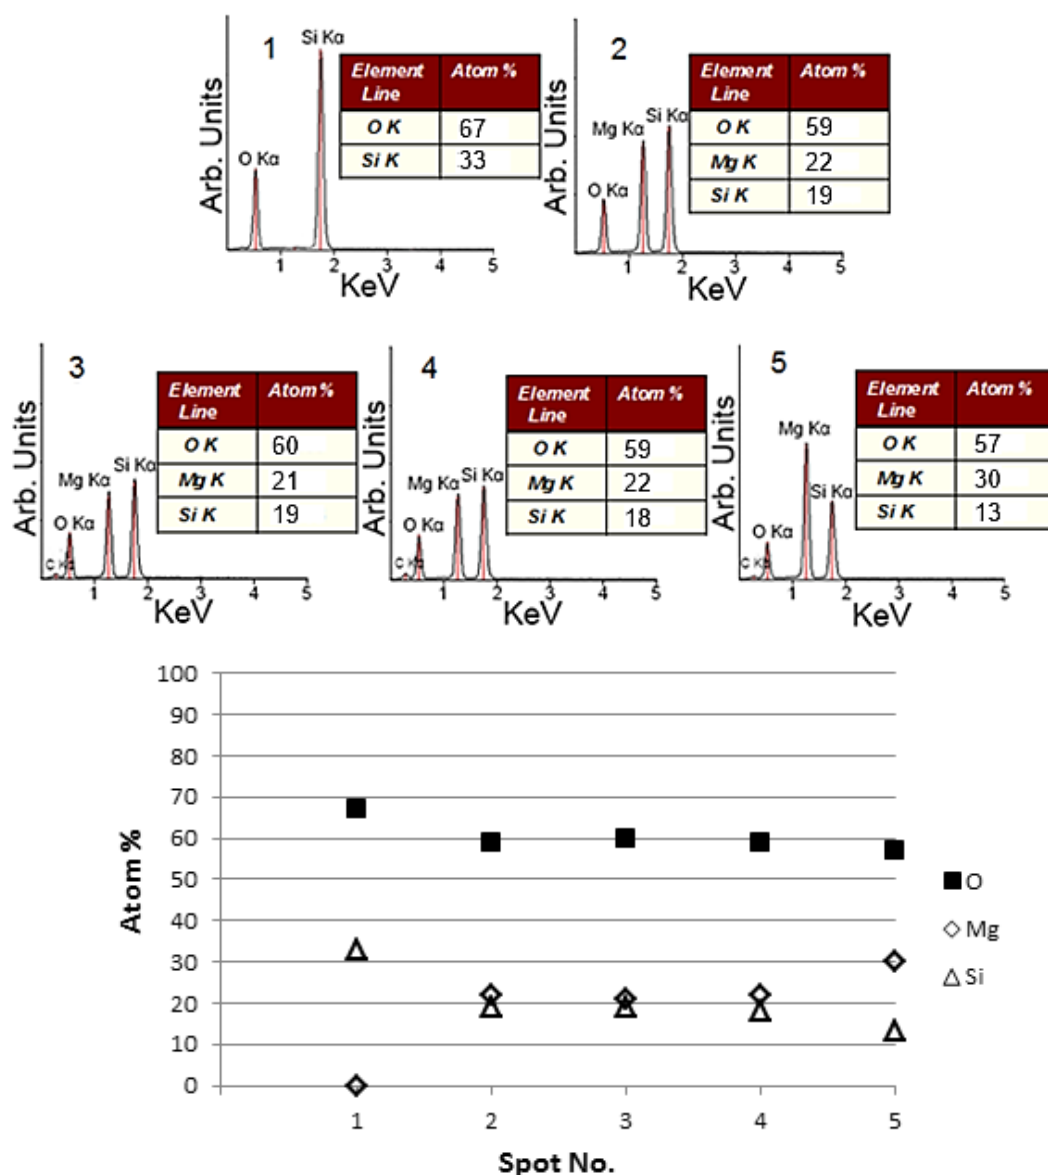 1
Si Kα
O Kα
Arb. Units
Element Line Atom %
O K 67
Si K 33
1 2 3 4 5
KeV
2
Si Kα
Mg Kα
O Kα
Arb. Units
Element Line Atom %
O K 59
Mg K 22
Si K 19
1 2 3 4 5
KeV
3
Si Kα
Mg Kα
O Kα
C K
Arb. Units
Element Line Atom %
O K 60
Mg K 21
Si K 19
1 2 3 4 5
KeV
4
Si Kα
Mg Kα
O Kα
C K
Arb. Units
Element Line Atom %
O K 59
Mg K 22
Si K 18
1 2 3 4 5
KeV
5
Mg Kα
Si Kα
O Kα
C K
Arb. Units
Element Line Atom %
O K 57
Mg K 30
Si K 13
1 2 3 4 5
KeV
100
90
80
70
60
50
40
30
20
10
0
Atom %
1 2 3 4 5
Spot No.
O
Mg
Si